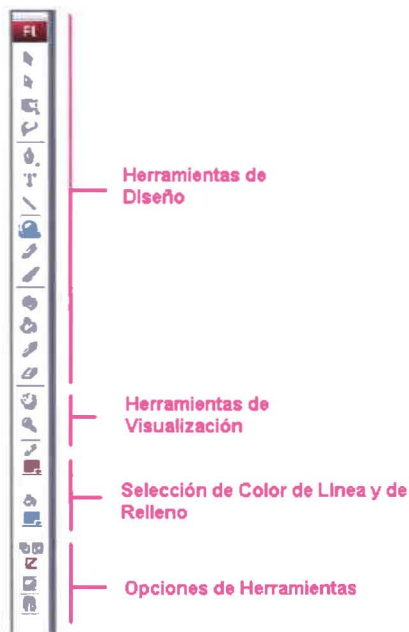 FL
Herramientas de
Diseño
Herramientas de
Visualización
Selección de Color de Linea y de
Relleno
Opciones de Herramientas